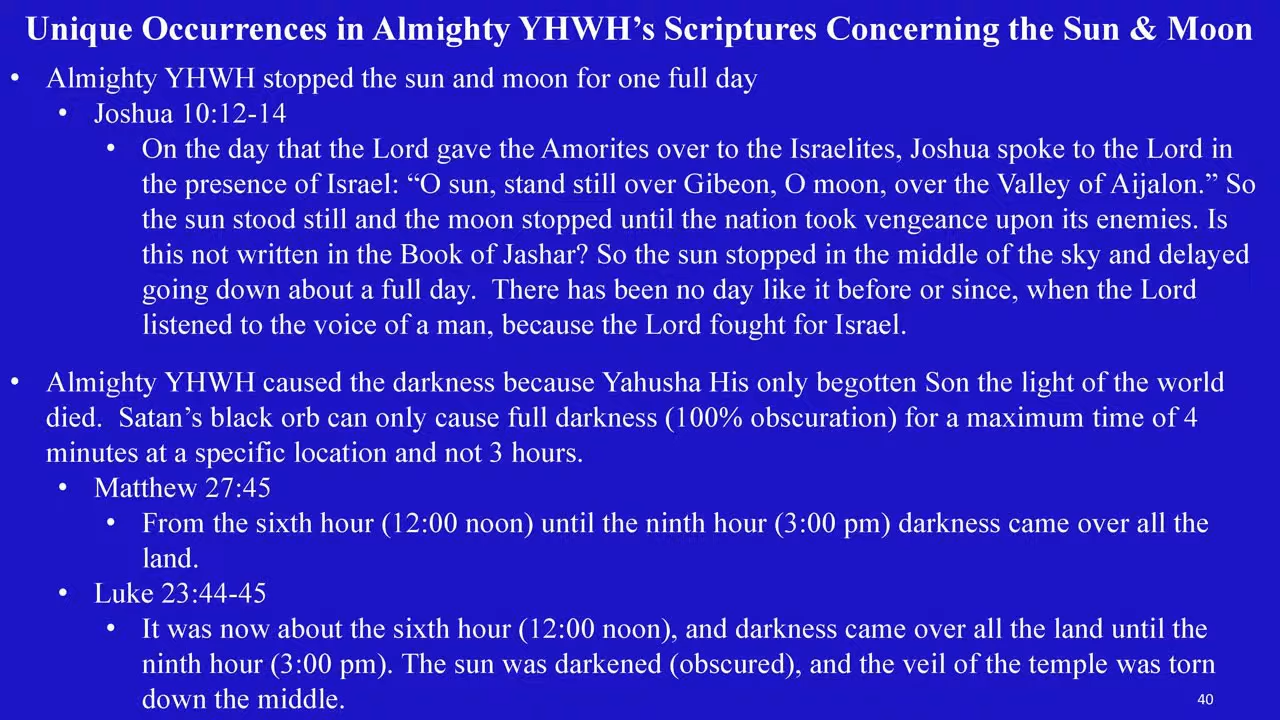 Unique Occurrences in Almighty YHWH’s Scriptures Concerning the Sun & Moon
• Almighty YHWH stopped the sun and moon for one full day
• Joshua 10:12-14
• On the day that the Lord gave the Amorites over to the Israelites, Joshua spoke to the Lord in
the presence of Israel: “O sun, stand still over Gibeon, O moon, over the Valley of Aijalon.” So
the sun stood still and the moon stopped until the nation took vengeance upon its enemies. Is
this not written in the Book of Jashar? So the sun stopped in the middle of the sky and delayed
going down about a full day.  There has been no day like it before or since, when the Lord
listened to the voice of a man, because the Lord fought for Israel.
• Almighty YHWH caused the darkness because Yahusha His only begotten Son the light of the world
died.  Satan’s black orb can only cause full darkness (100% obscuration) for a maximum time of 4
minutes at a specific location and not 3 hours.
• Matthew 27:45
• From the sixth hour (12:00 noon) until the ninth hour (3:00 pm) darkness came over all the
land.
• Luke 23:44-45
• It was now about the sixth hour (12:00 noon), and darkness came over all the land until the
ninth hour (3:00 pm). The sun was darkened (obscured), and the veil of the temple was torn
down the middle.
40